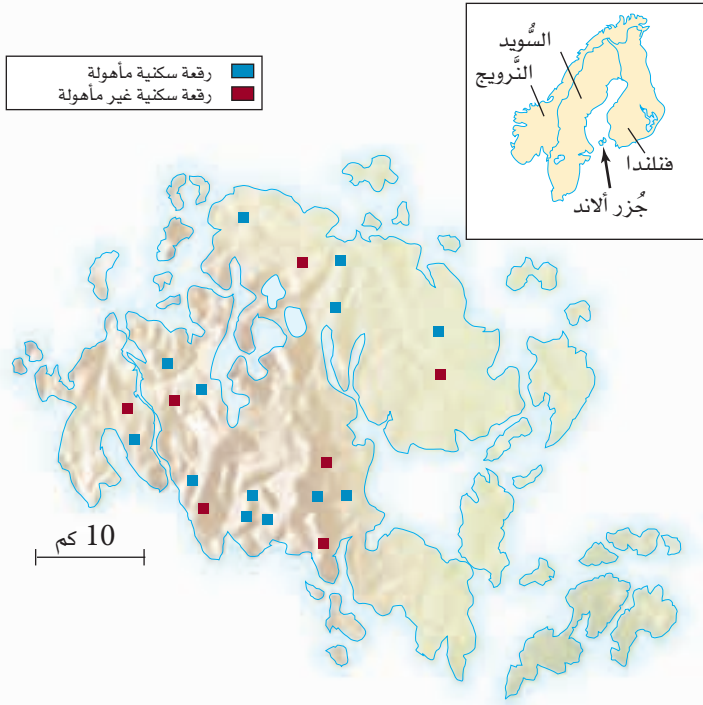 رقعة سكنية مأهولة
رقعة سكنية غير مأهولة
السُّويد
النَّرويج
فنلندا
جُزر ألاند
10 كم